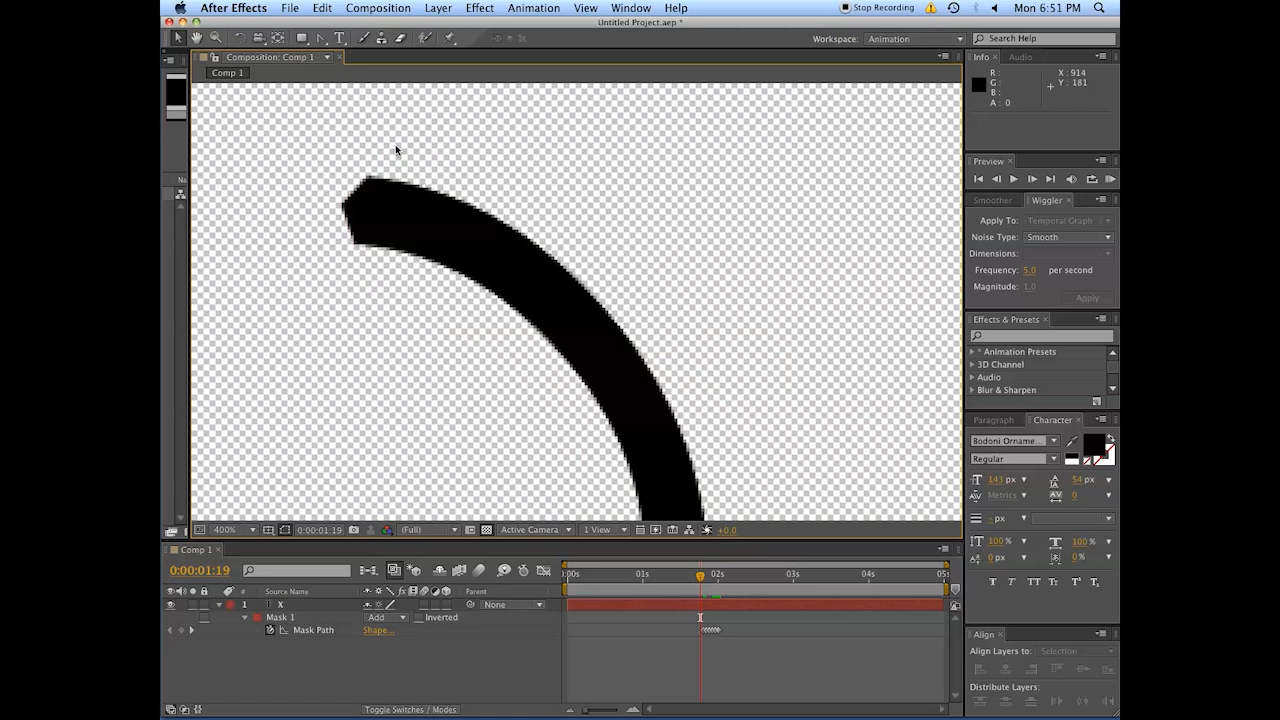 After Effects File Edit Composition Layer Effect Animation View Window Help Stop Recording Mon 6:51 PM
Untitled Project.aep *
Workspace: Animation Search Help
Composition: Comp 1
Comp 1
Info Audio
R: X: 914
G: Y: 181
B:
A: 0
Preview
Smoother Wiggler
Apply To: Temporal Graph
Noise Type: Smooth
Dimensions:
Frequency: 5.0 per second
Magnitude: 1.0
Apply
Effects & Presets
* Animation Presets
3D Channel
Audio
Blur & Sharpen
Paragraph Character
Bodoni Orname...
Regular
143 px 54 px
Metrics 0
- px
100% 100%
0 px 0%
T T TT Tt T¹ T₁
Na
400% 0:00:01:19 (Full) Active Camera 1 View +0.0
Comp 1
0:00:01:19
:00s 01s 02s 03s 04s 05s
# Source Name Parent
1 X None
Mask 1 Add Inverted
Mask Path Shape...
Toggle Switches / Modes
Align
Align Layers to: Selection
Distribute Layers: